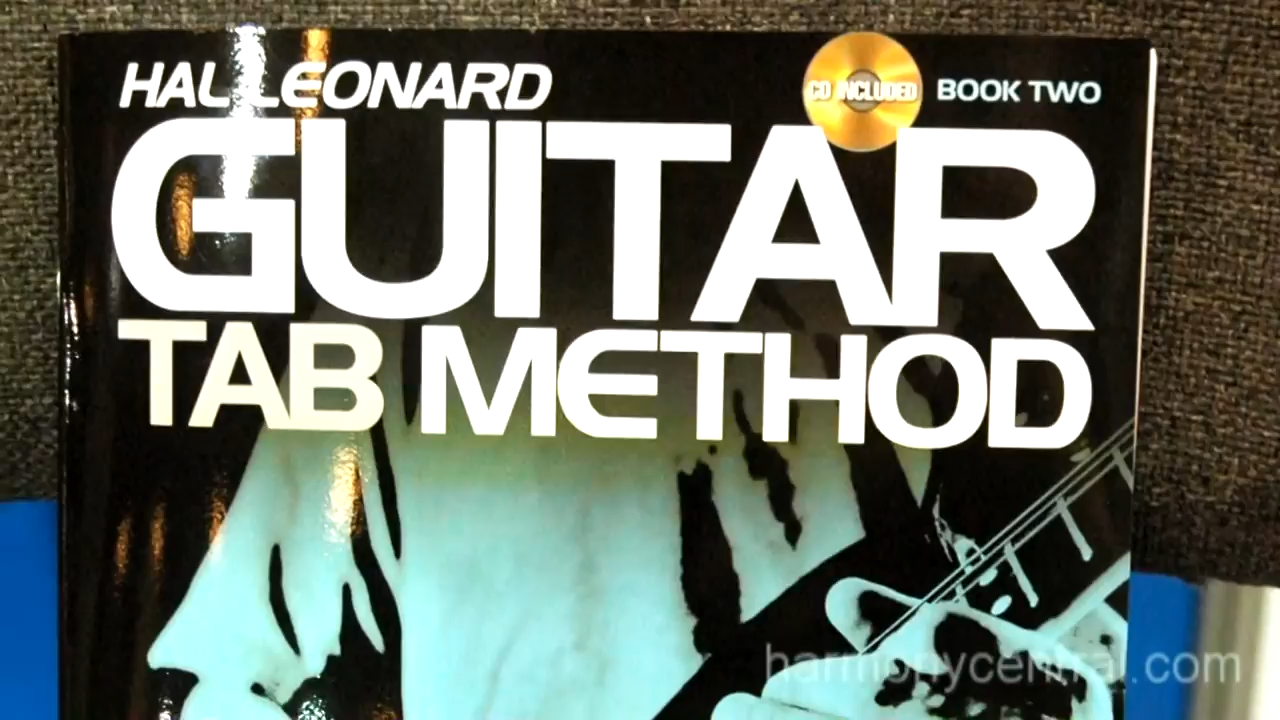 HAL LEONARD
CD INCLUDED
BOOK TWO
GUITAR
TAB METHOD
harmonycentral.com